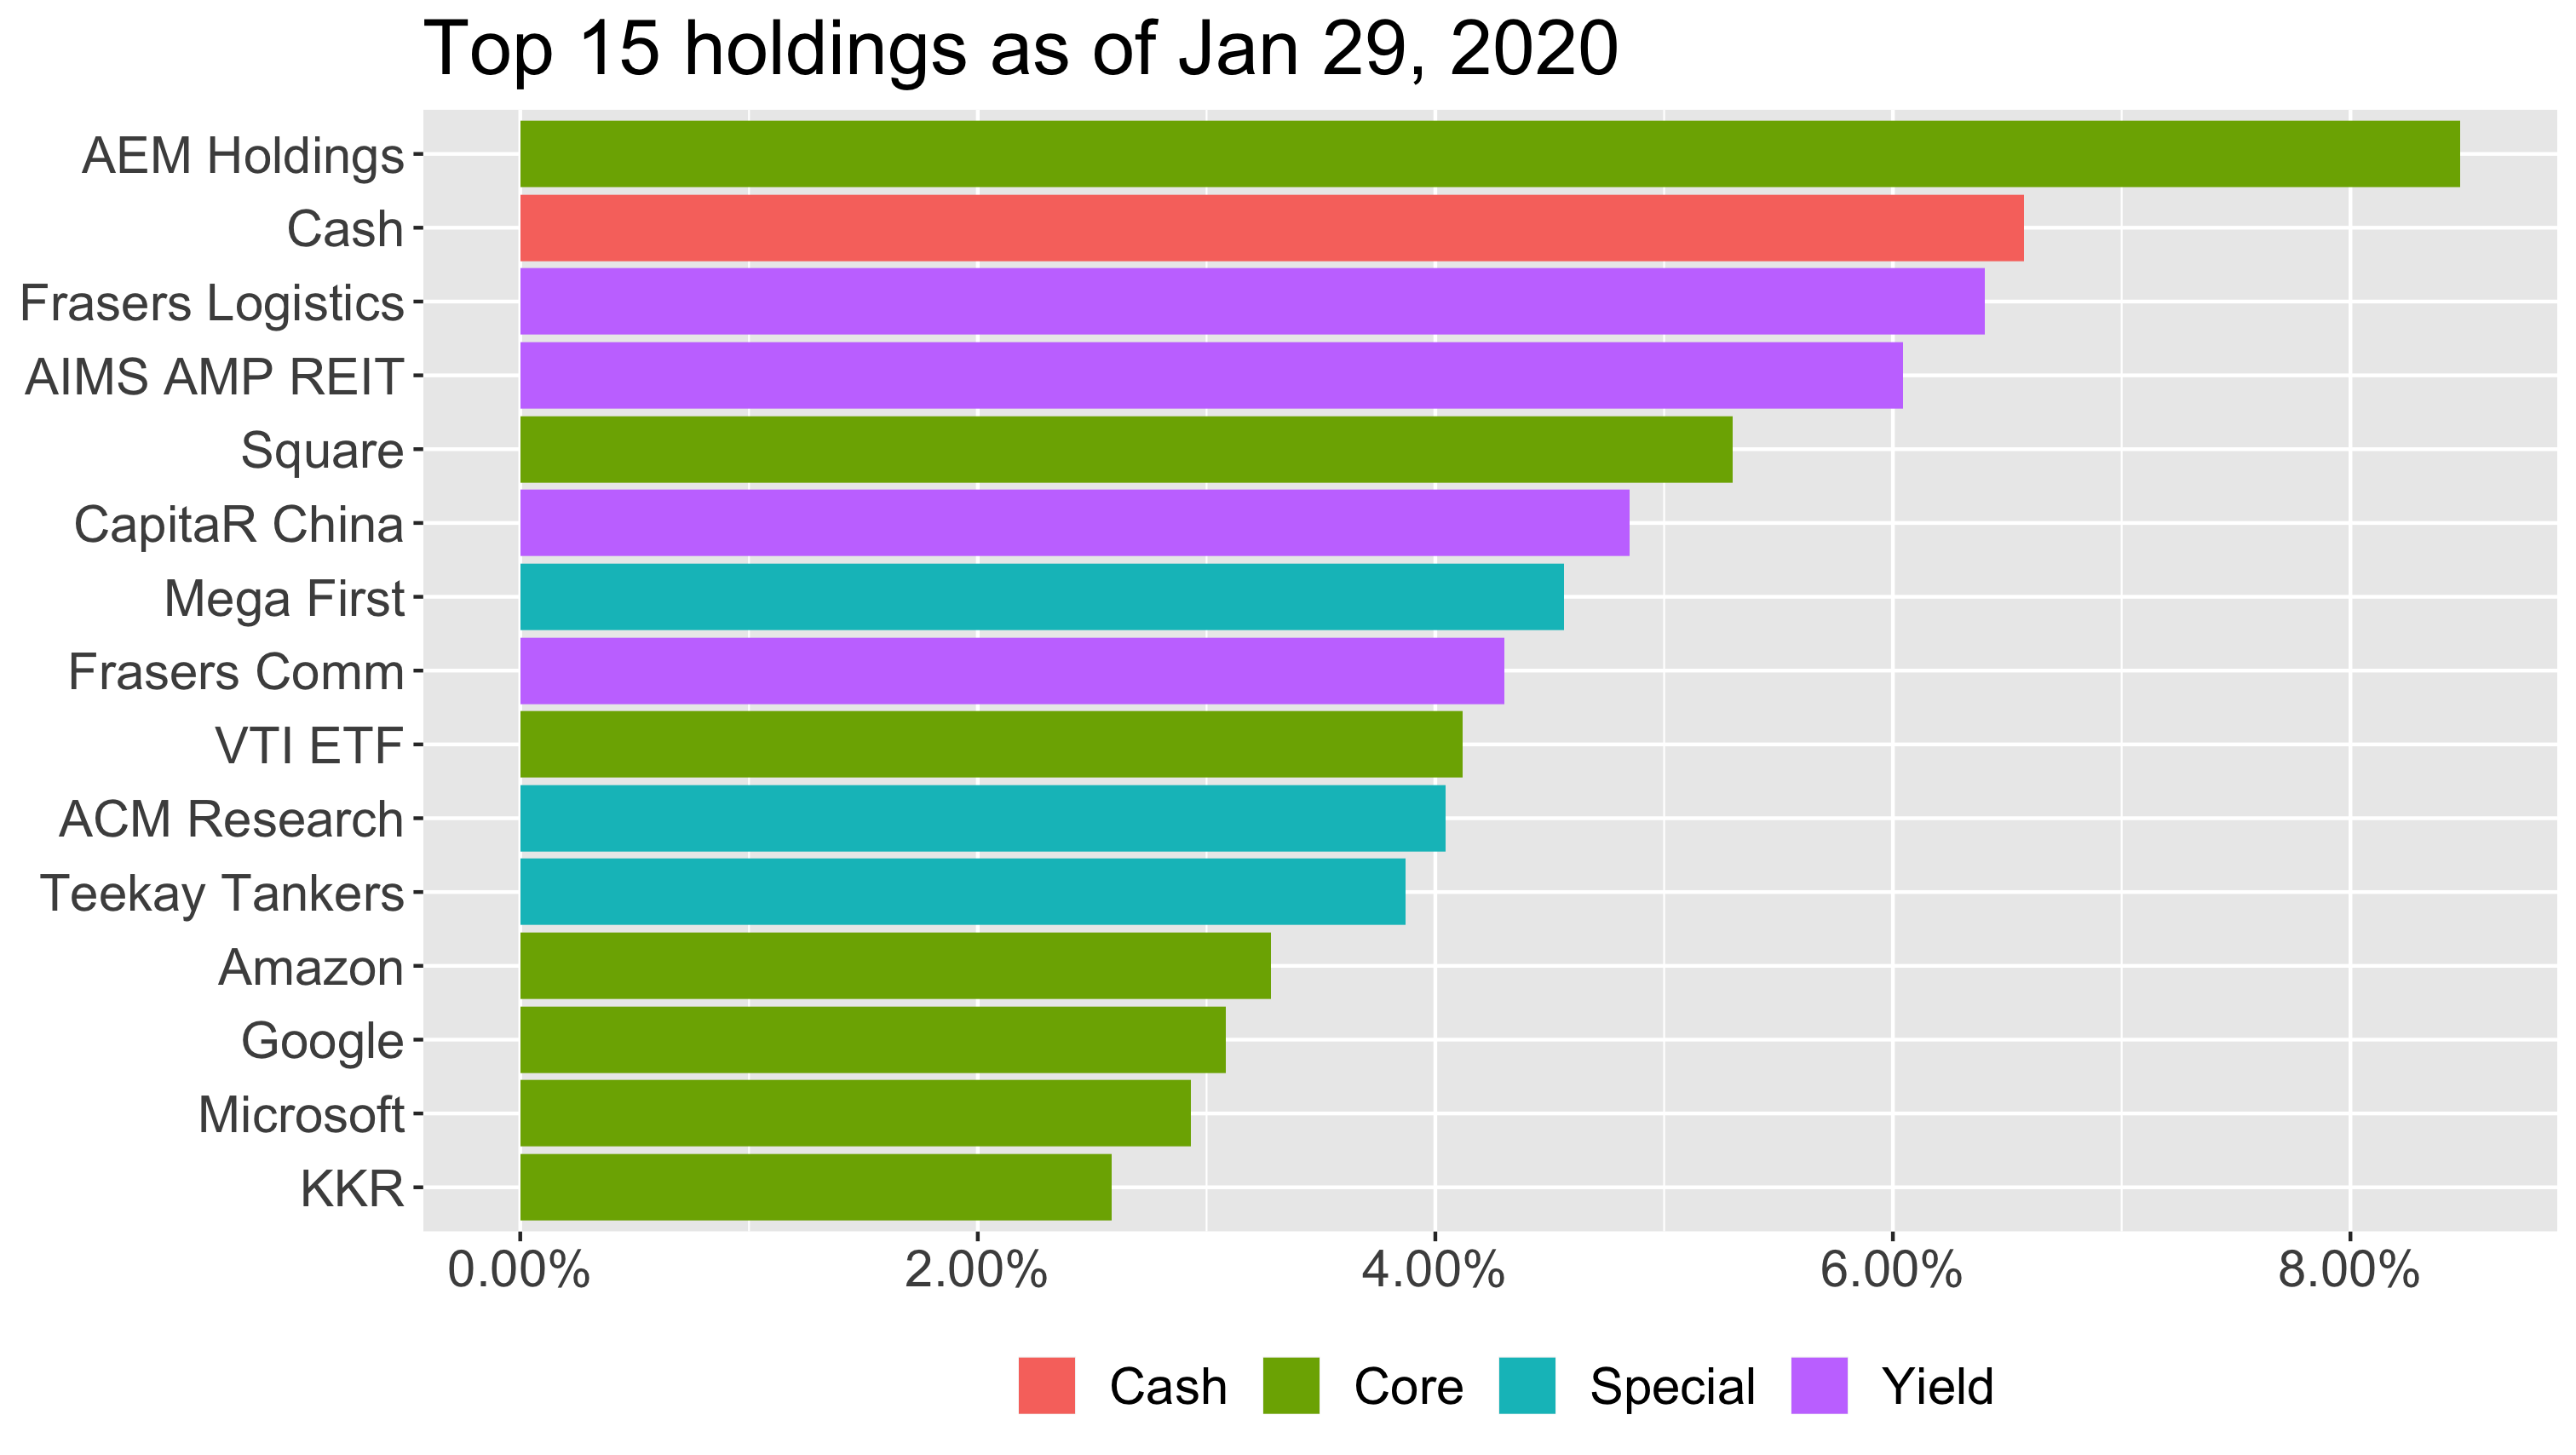 Top 15 holdings as of Jan 29, 2020
AEM Holdings
Cash
Frasers Logistics
AIMS AMP REIT
Square
CapitaR China
Mega First
Frasers Comm
VTI ETF
ACM Research
Teekay Tankers
Amazon
Google
Microsoft
KKR
0.00% 2.00% 4.00% 6.00% 8.00%
Cash Core Special Yield